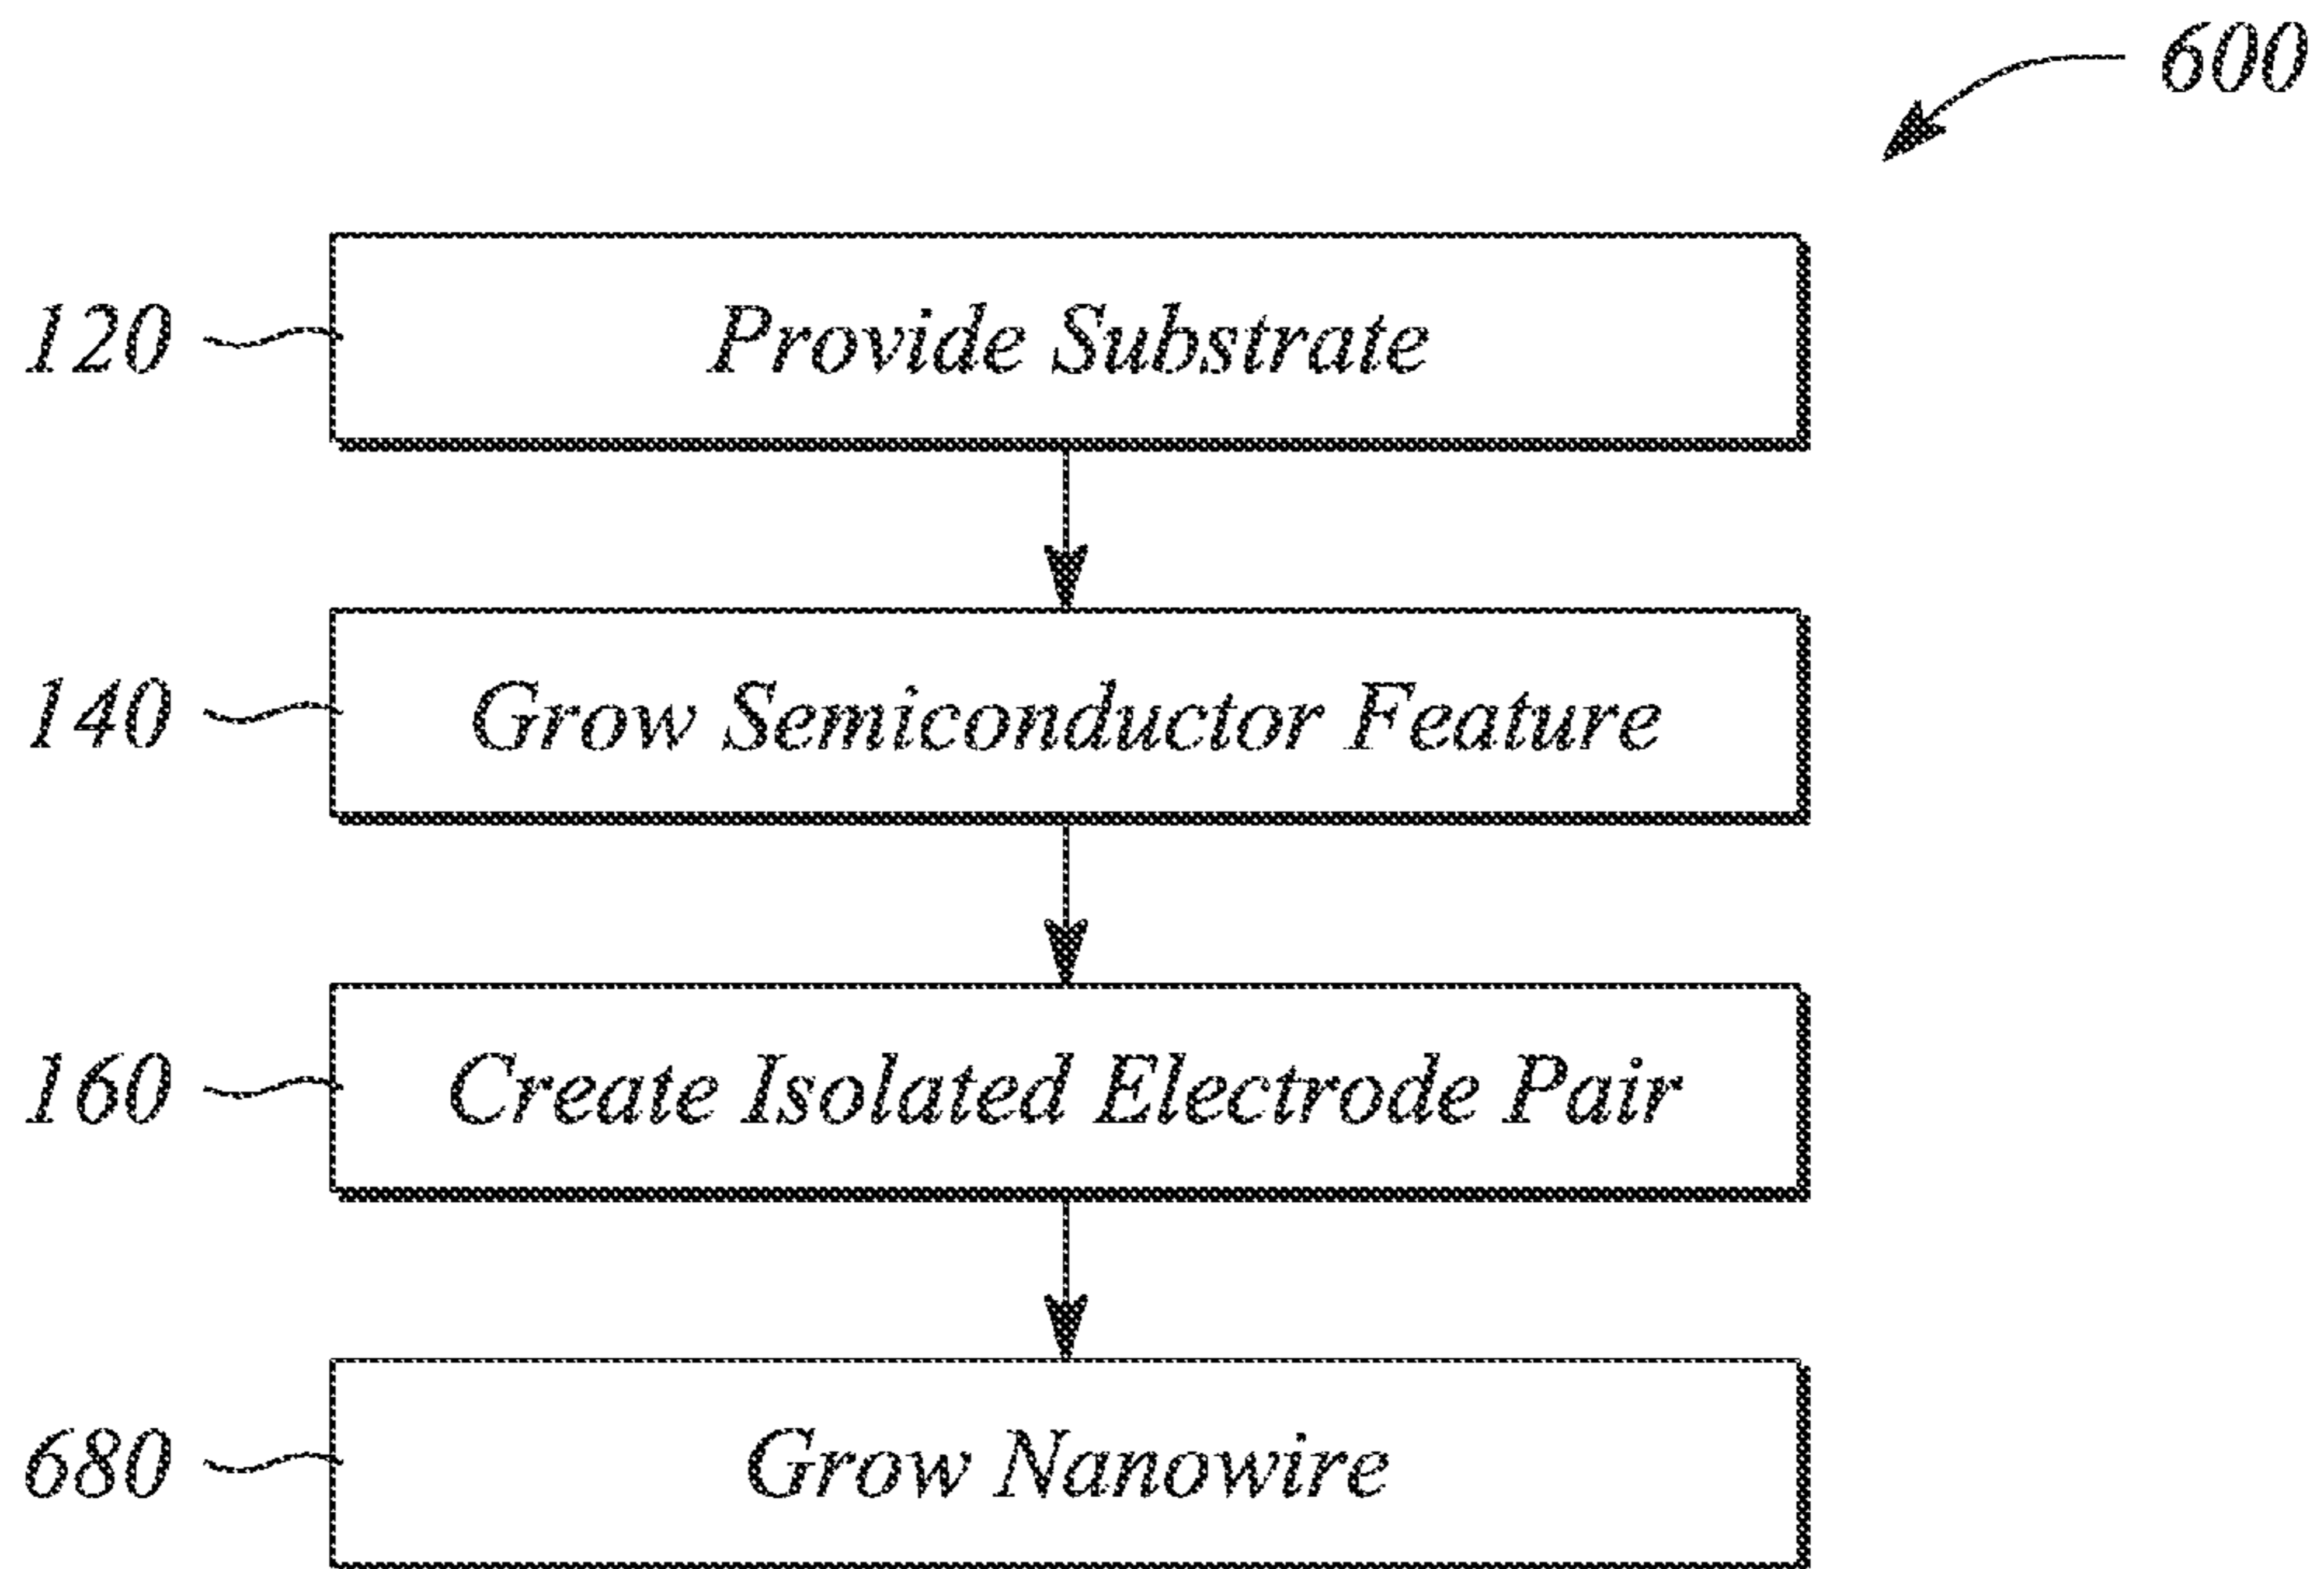 600
120 Provide Substrate
140 Grow Semiconductor Feature
160 Create Isolated Electrode Pair
680 Grow Nanowire